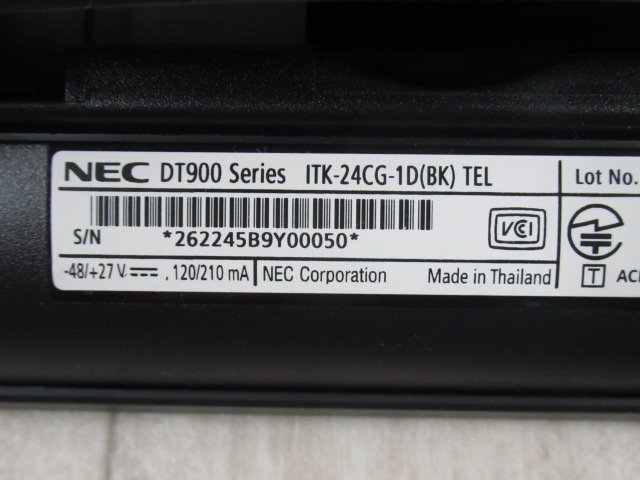 NEC DT900 Series ITK-24CG-1D(BK) TEL
Lot No.
S/N *262245B9Y00050*
VCI
-48/+27 V⎓, 120/210 mA
NEC Corporation
Made in Thailand
T